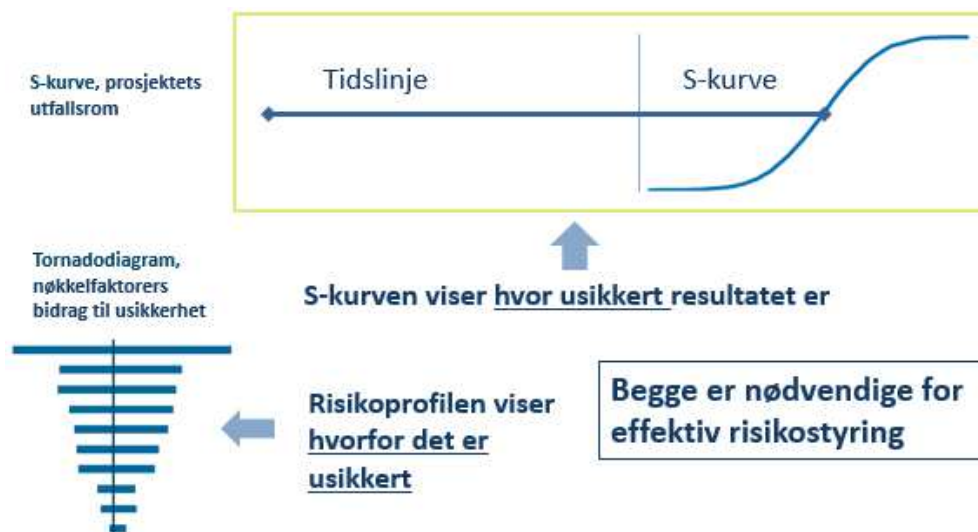 S-kurve, prosjektets
utfallsrom
Tidslinje
S-kurve
S-kurven viser hvor usikkert resultatet er
Tornadodiagram,
nøkkelfaktorers
bidrag til usikkerhet
Risikoprofilen viser
hvorfor det er
usikkert
Begge er nødvendige for
effektiv risikostyring